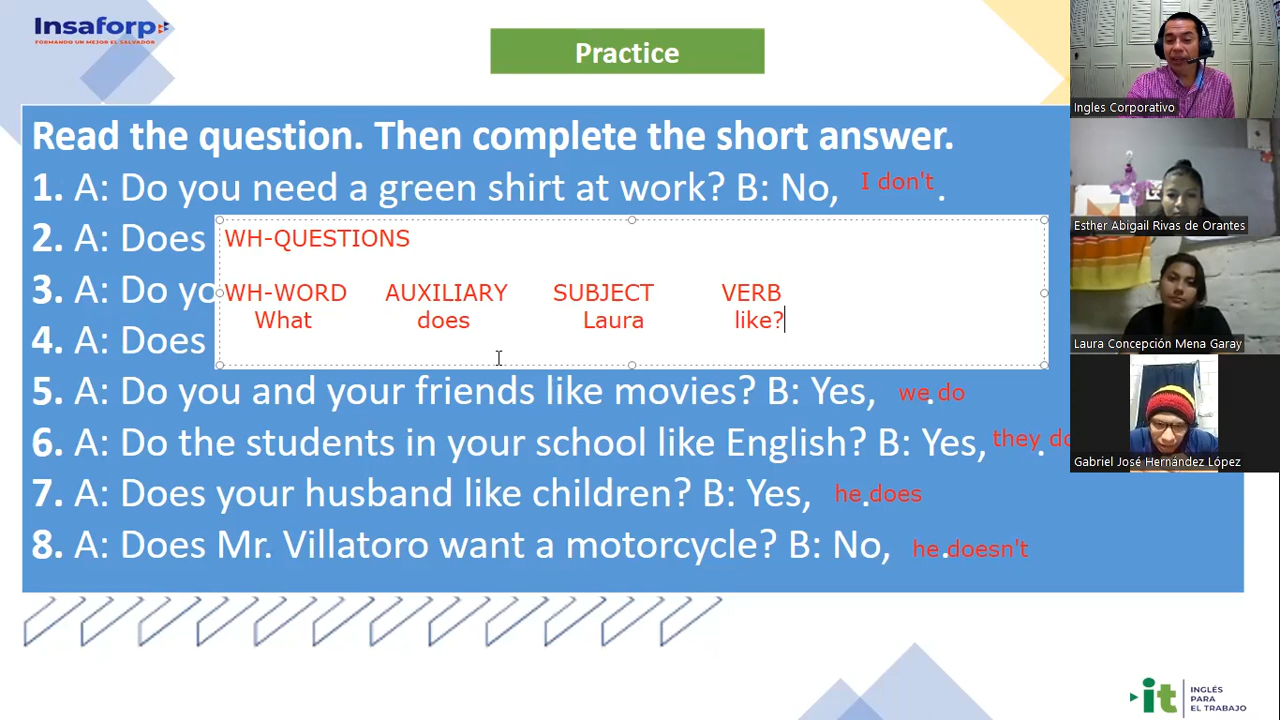 Insaforp
FORMANDO UN MEJOR EL SALVADOR
Practice
Read the question. Then complete the short answer.
1. A: Do you need a green shirt at work? B: No, I don't.
2. A: Does
3. A: Do yo
4. A: Does
WH-QUESTIONS
WH-WORD AUXILIARY SUBJECT VERB
What does Laura like?
5. A: Do you and your friends like movies? B: Yes, we do.
6. A: Do the students in your school like English? B: Yes, they do.
7. A: Does your husband like children? B: Yes, he does.
8. A: Does Mr. Villatoro want a motorcycle? B: No, he doesn't.
Ingles Corporativo
Esther Abigail Rivas de Orantes
Laura Concepción Mena Garay
Gabriel José Hernández López
it
INGLÉS
PARA
EL TRABAJO